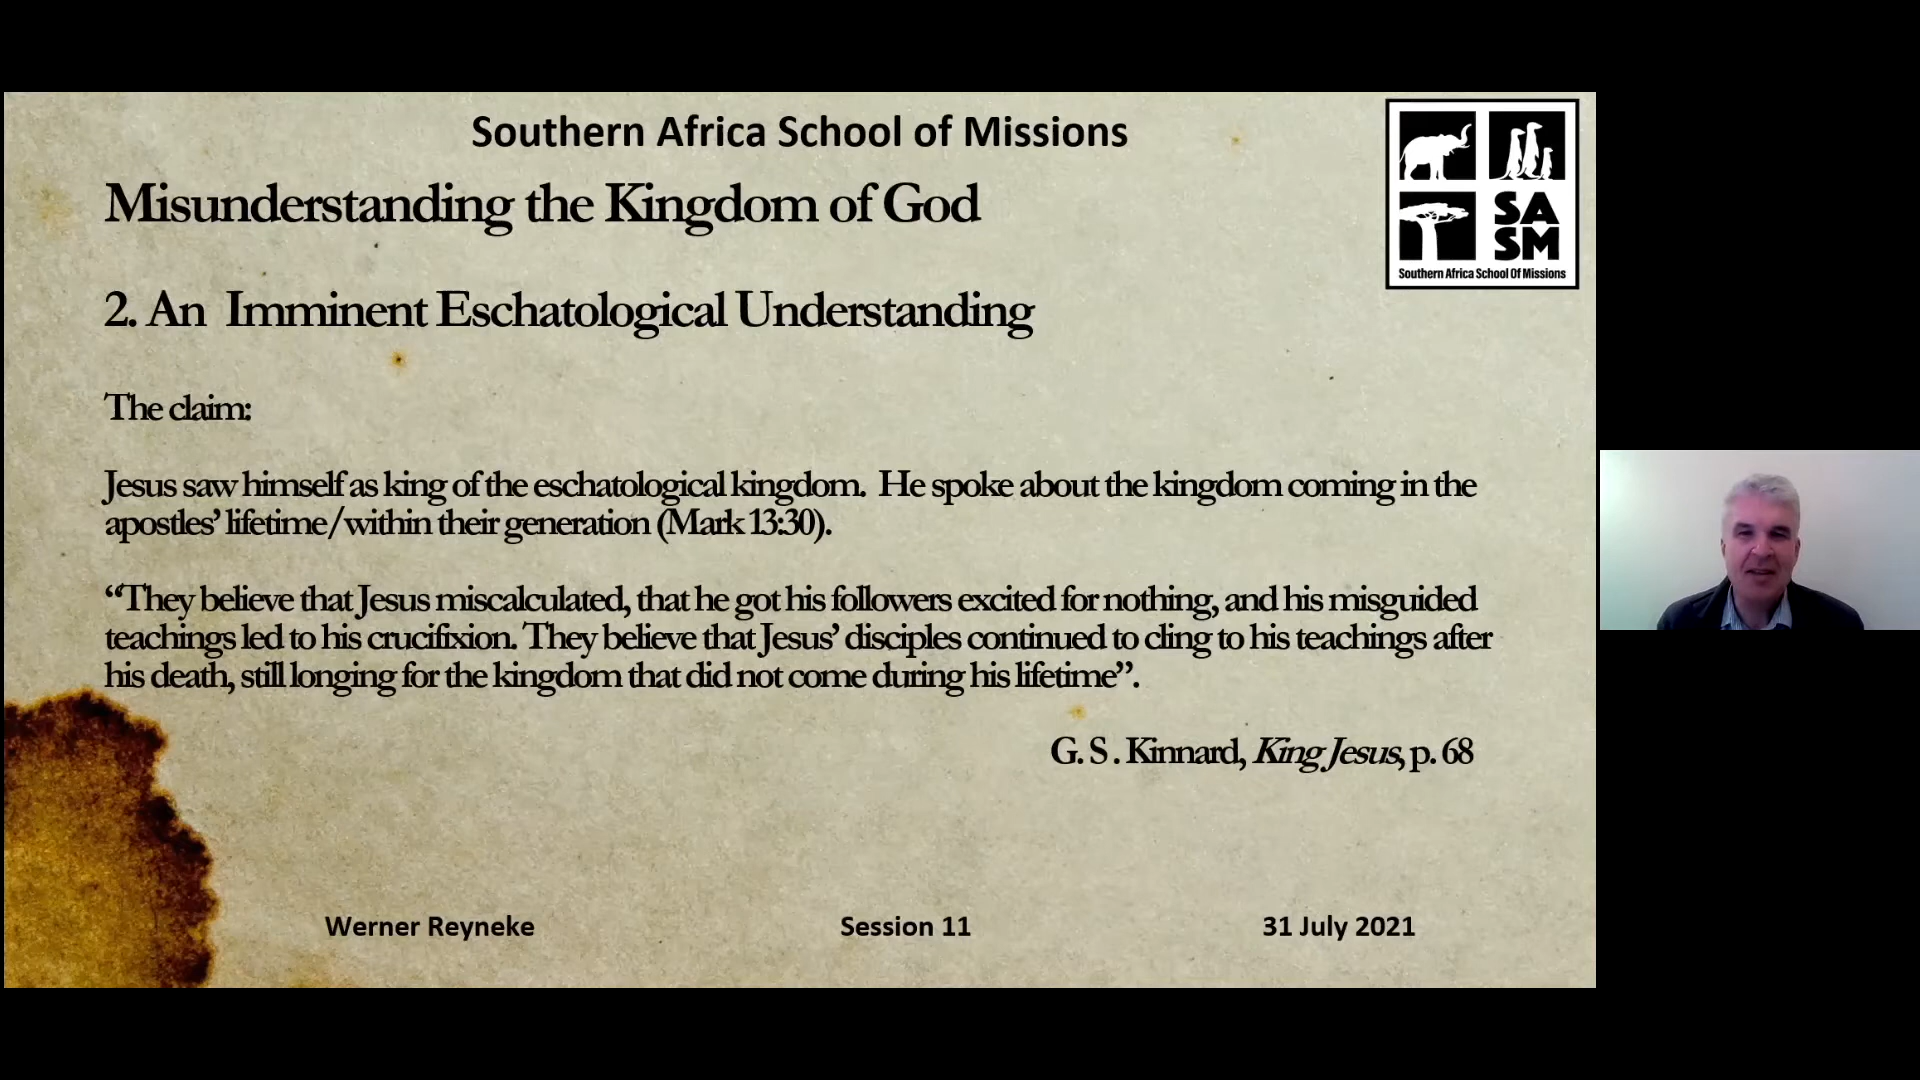 Southern Africa School of Missions
Misunderstanding the Kingdom of God
SA
SM
Southern Africa School Of Missions
2. An Imminent Eschatological Understanding
The claim:
Jesus saw himself as king of the eschatological kingdom. He spoke about the kingdom coming in the
apostles’ lifetime/within their generation (Mark 13:30).
“They believe that Jesus miscalculated, that he got his followers excited for nothing, and his misguided
teachings led to his crucifixion. They believe that Jesus’ disciples continued to cling to his teachings after
his death, still longing for the kingdom that did not come during his lifetime”.
G. S . Kinnard, King Jesus, p. 68
Werner Reyneke
Session 11
31 July 2021